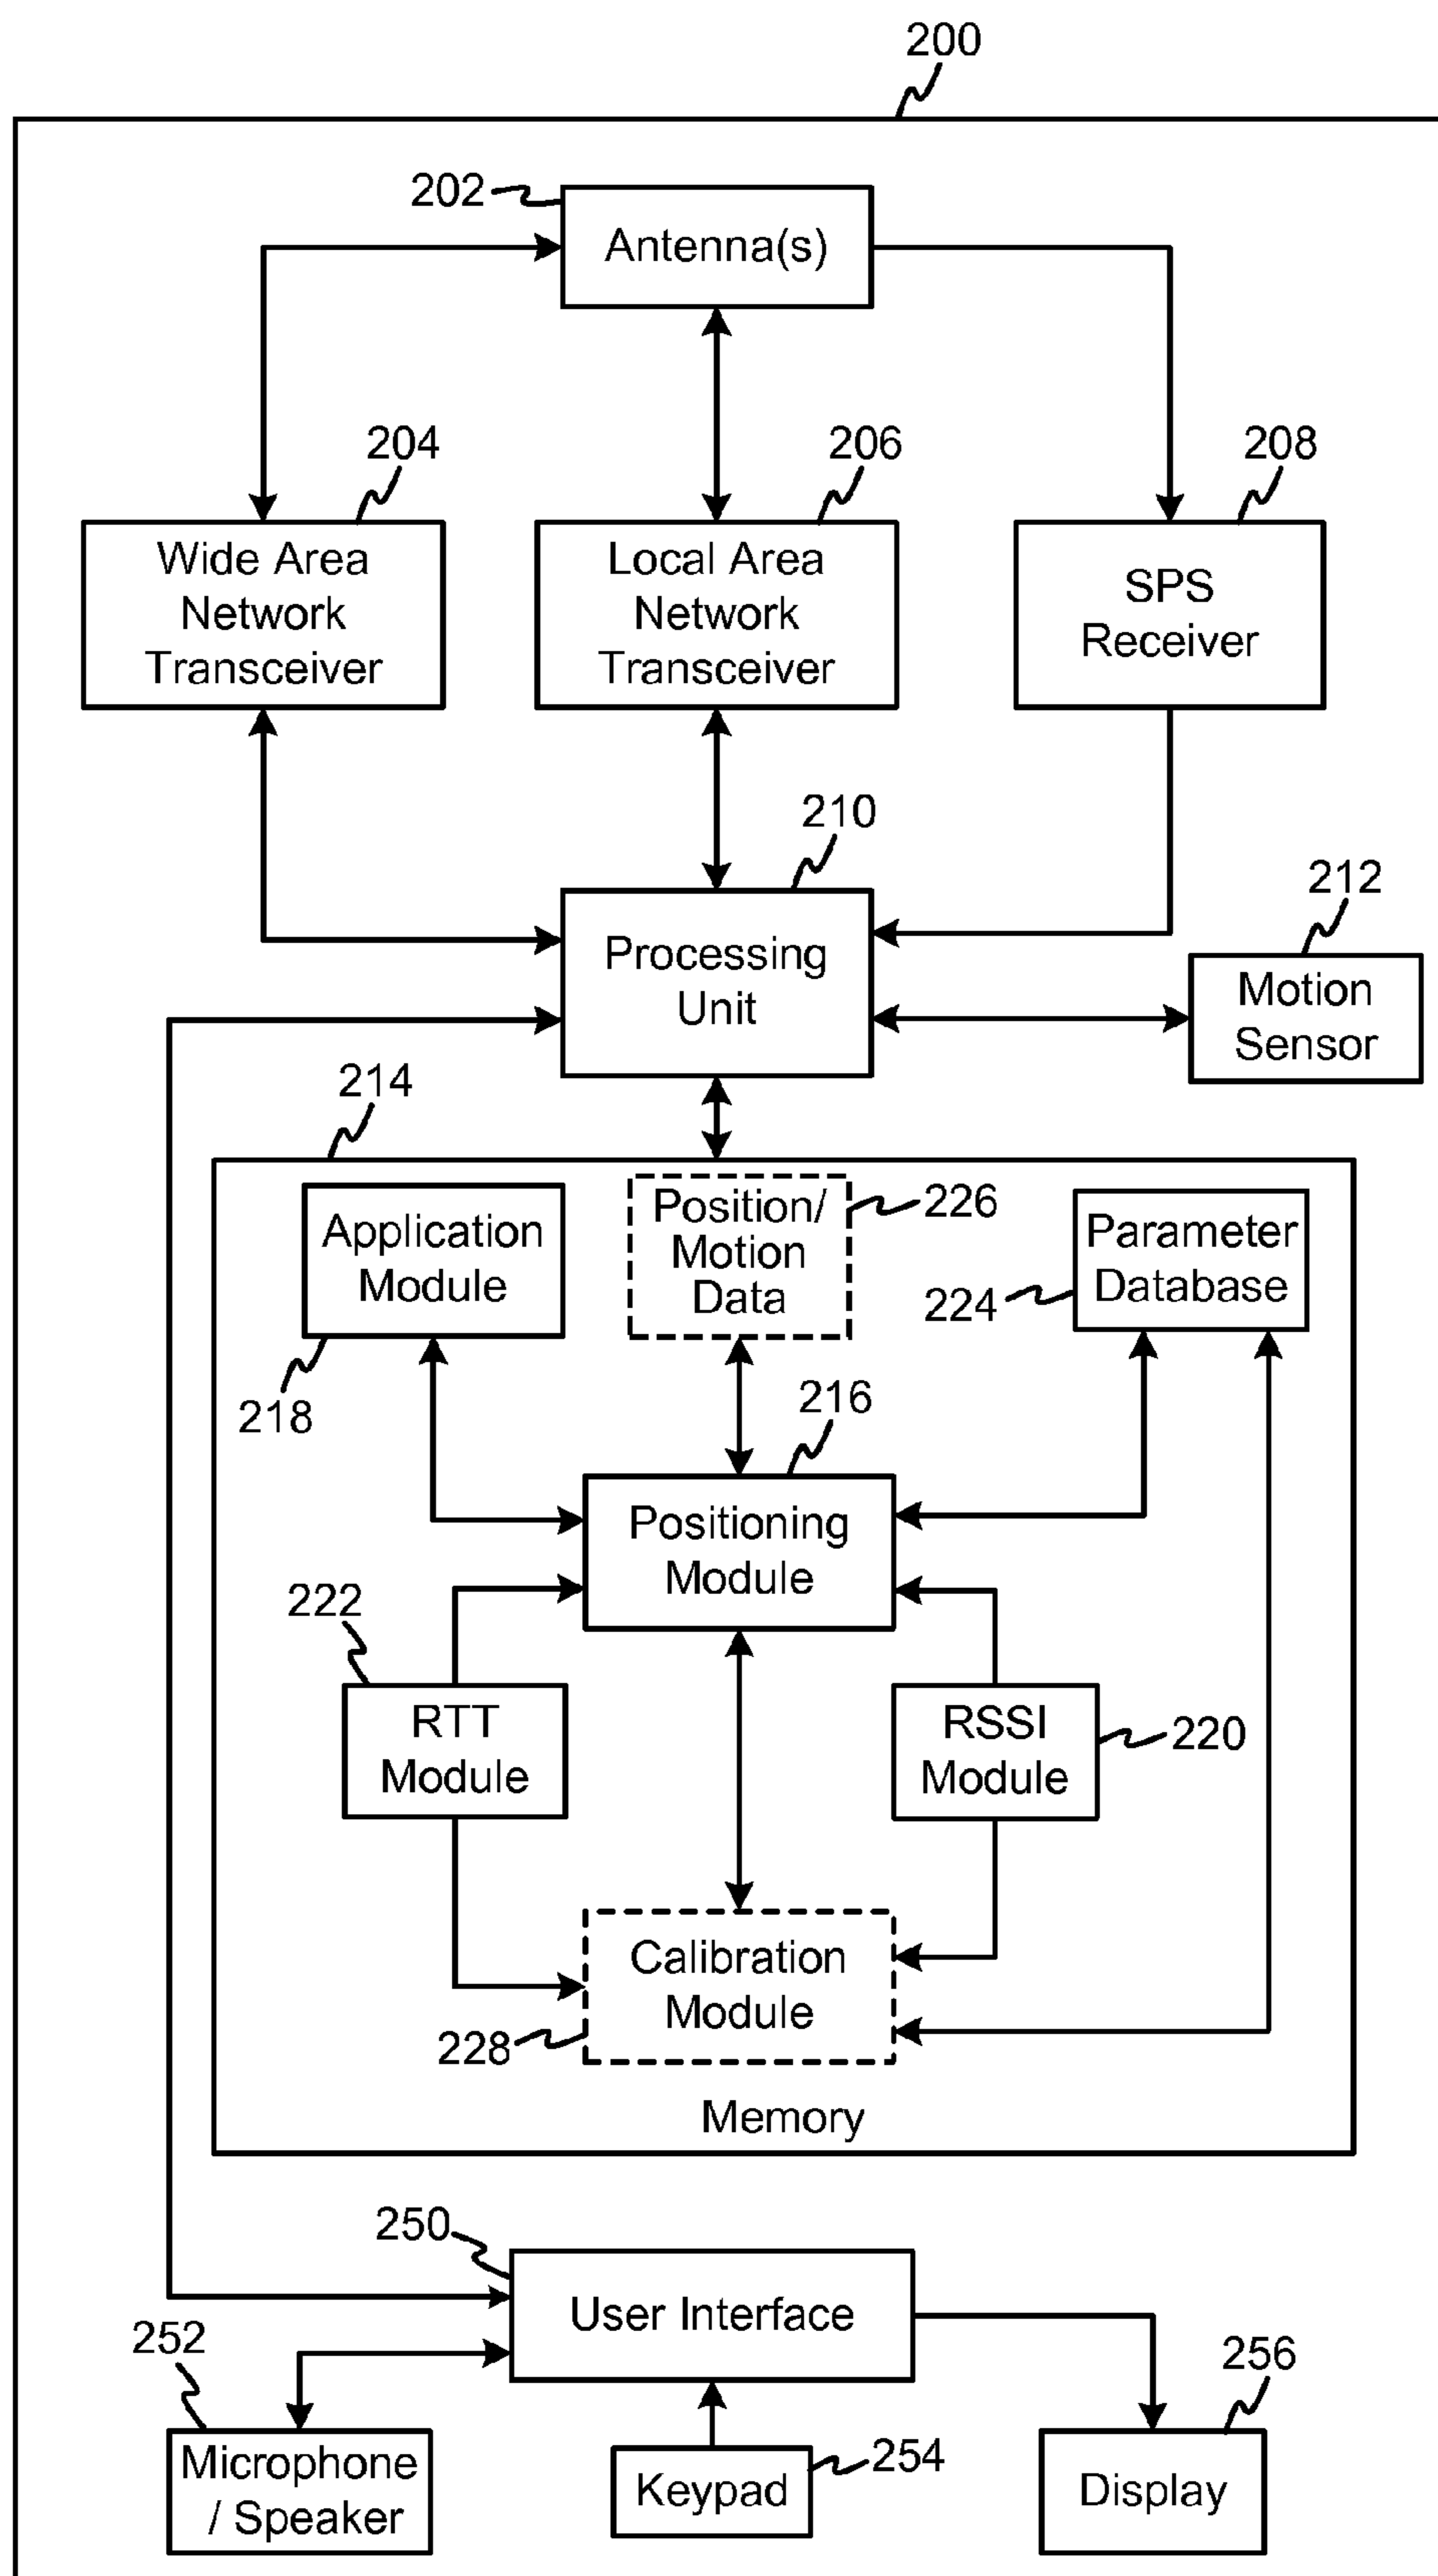 200
202
Antenna(s)
204
206
208
Wide Area
Network
Transceiver
Local Area
Network
Transceiver
SPS
Receiver
210
212
Processing
Unit
Motion
Sensor
214
Application
Module
218
Position/
Motion
Data
226
Parameter
Database
224
216
Positioning
Module
222
RTT
Module
RSSI
Module
220
Calibration
Module
228
Memory
250
User Interface
252
256
Microphone
/ Speaker
Keypad
254
Display